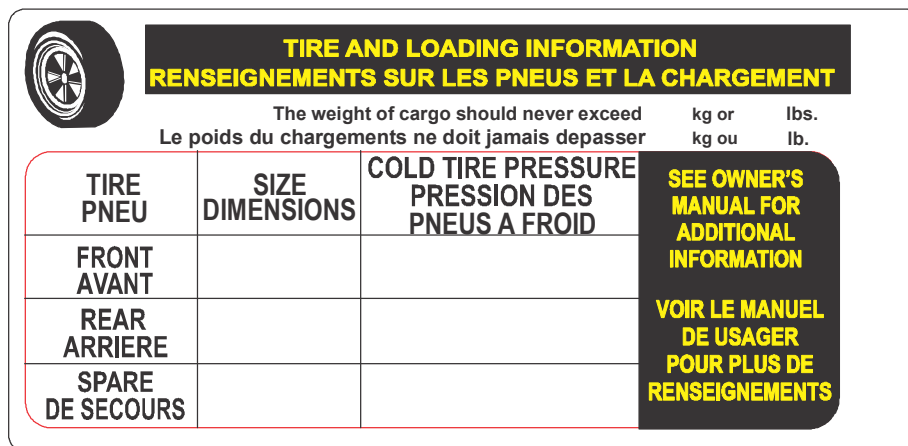 TIRE AND LOADING INFORMATION
RENSEIGNEMENTS SUR LES PNEUS ET LA CHARGEMENT
The weight of cargo should never exceed kg or lbs.
Le poids du chargements ne doit jamais depasser kg ou lb.
TIRE
PNEU
SIZE
DIMENSIONS
COLD TIRE PRESSURE
PRESSION DES
PNEUS A FROID
SEE OWNER'S
MANUAL FOR
ADDITIONAL
INFORMATION
VOIR LE MANUEL
DE USAGER
POUR PLUS DE
RENSEIGNEMENTS
FRONT
AVANT
REAR
ARRIERE
SPARE
DE SECOURS